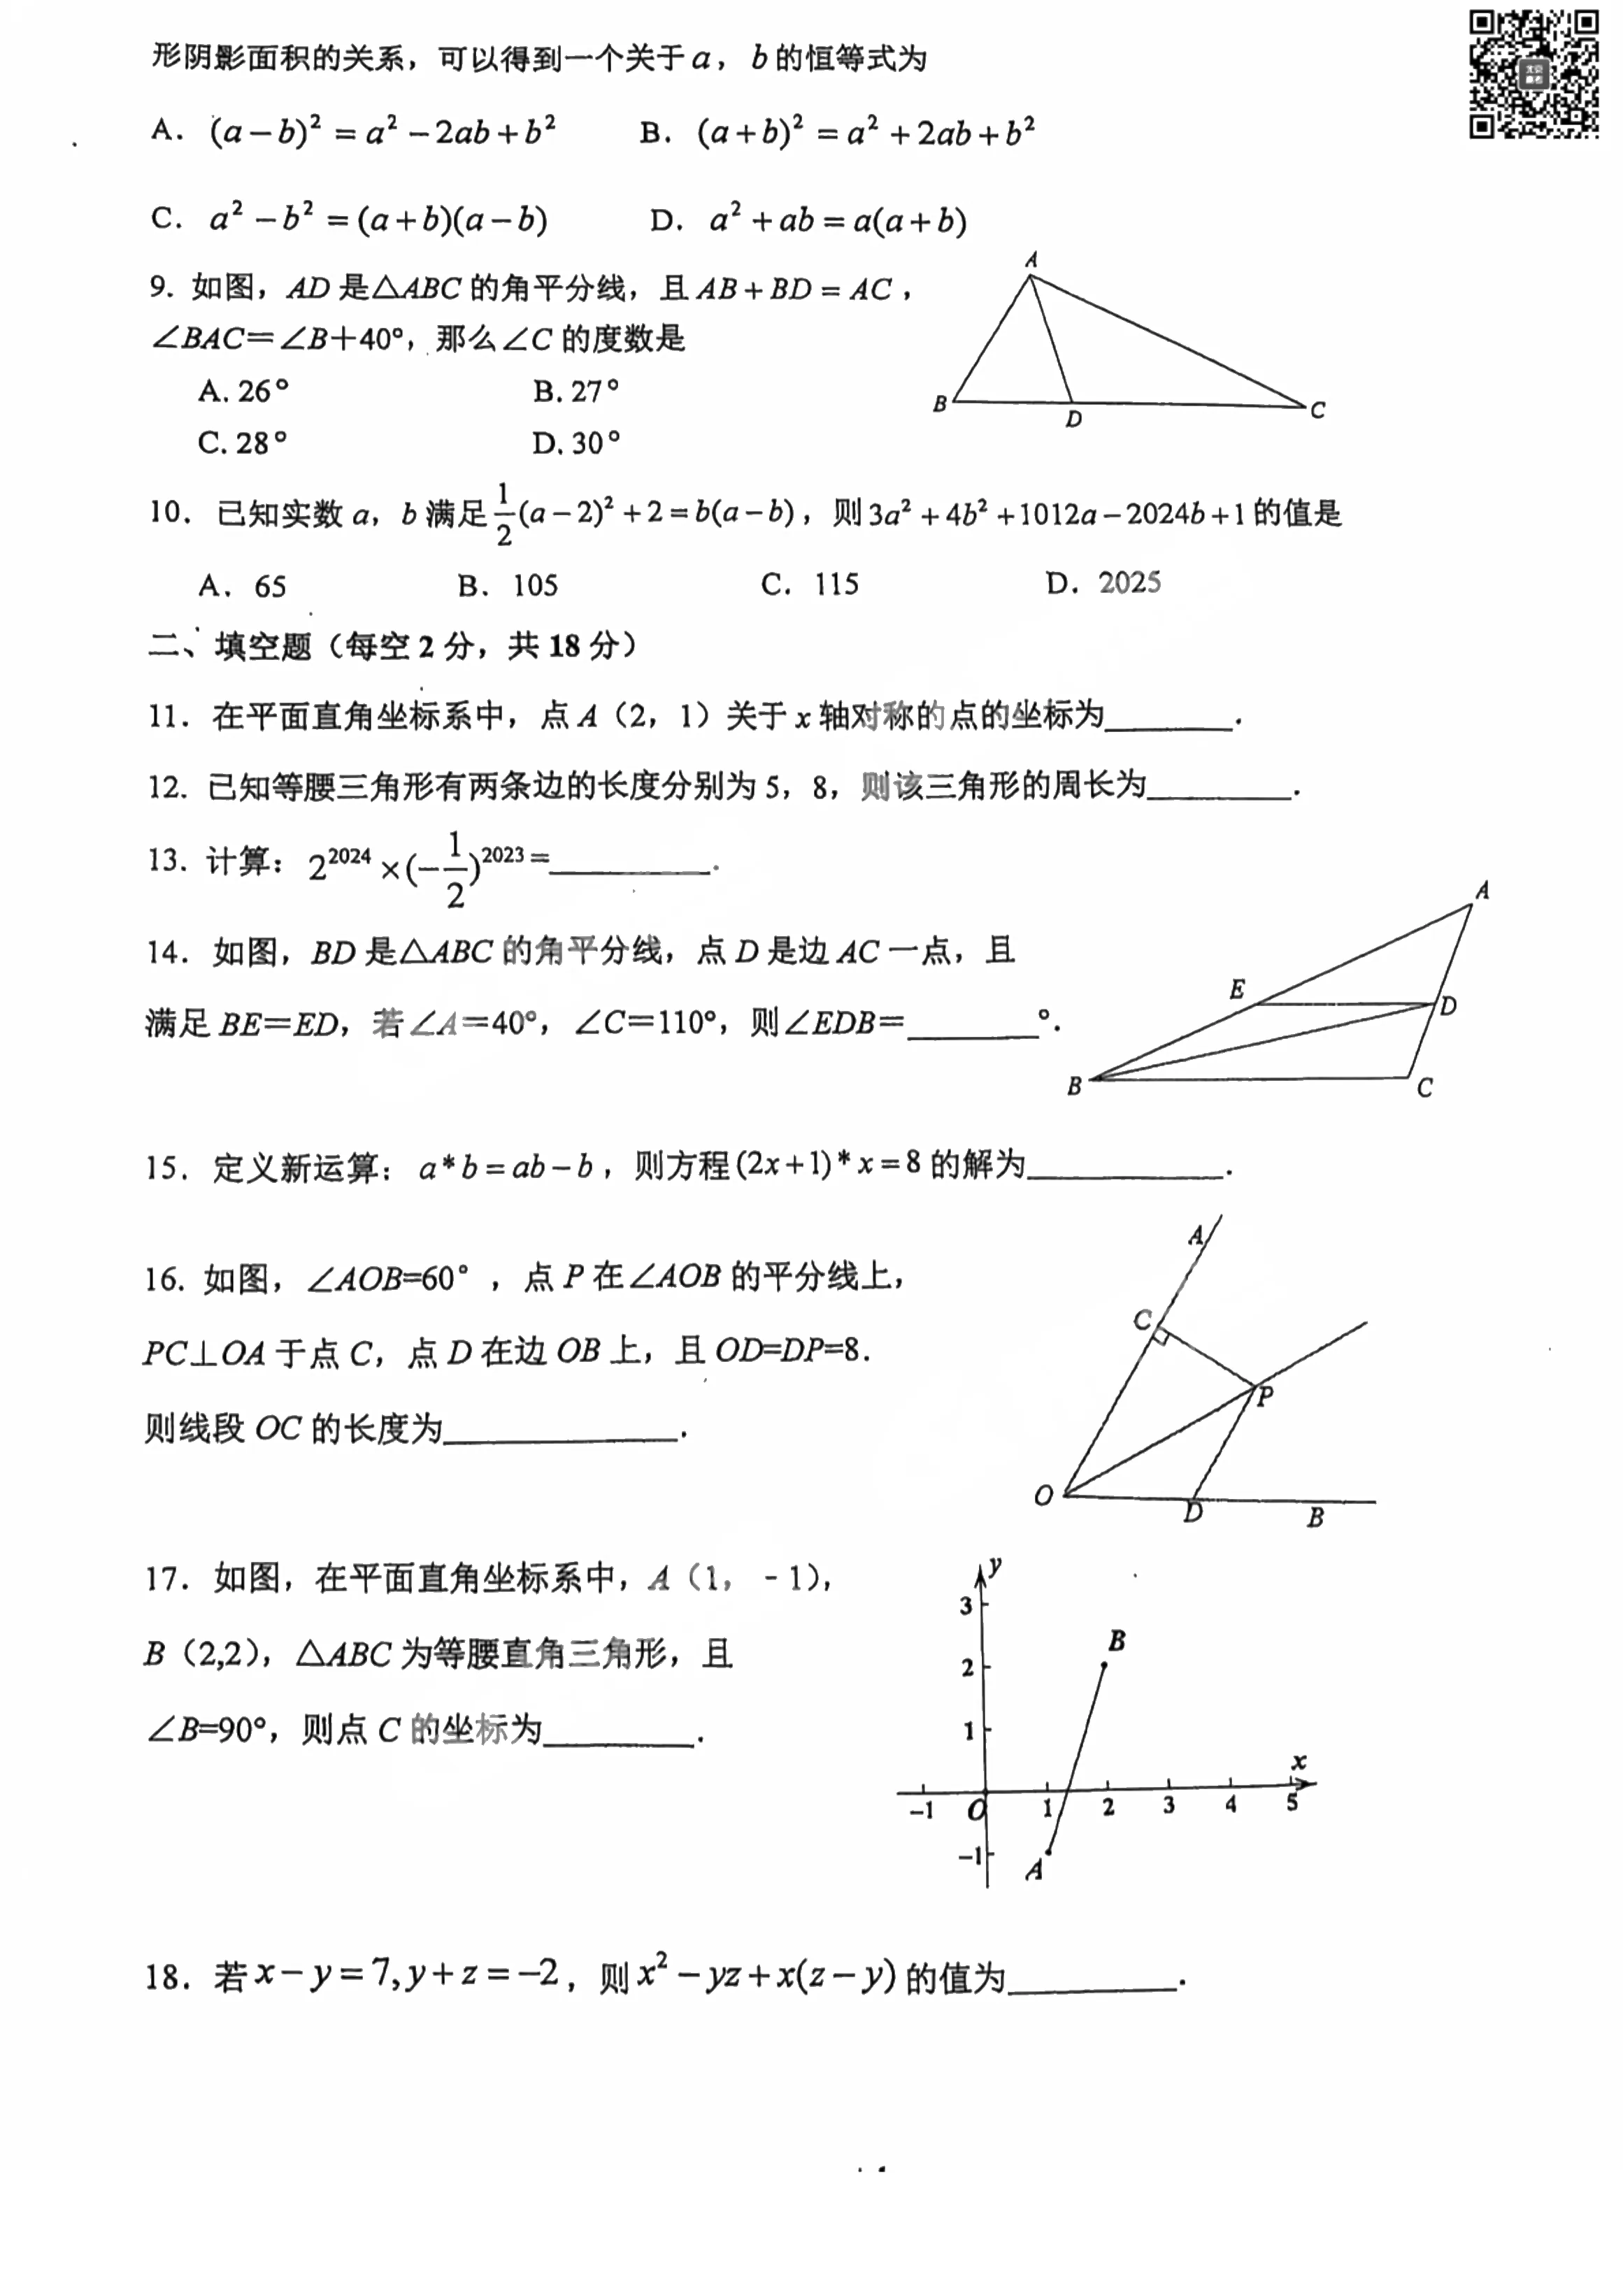 形阴影面积的关系，可以得到一个关于a，b的恒等式为
A．(a−b)²=a²−2ab+b² B．(a+b)²=a²+2ab+b²
C．a²−b²=(a+b)(a−b) D．a²+ab=a(a+b)
9. 如图，AD是△ABC的角平分线，且AB+BD=AC，
∠BAC＝∠B＋40°，那么∠C的度数是
A. 26° B. 27°
C. 28° D. 30°
A
B
D
C
10．已知实数a，b满足\frac{1}{2}(a−2)²+2=b(a−b)，则3a²+4b²+1012a−2024b+1的值是
A．65 B．105 C．115 D．2025
二、填空题（每空2分，共18分）
11．在平面直角坐标系中，点A（2，1）关于x轴对称的点的坐标为________．
12. 已知等腰三角形有两条边的长度分别为5，8，则该三角形的周长为_________．
13. 计算：2^{2024}×(−\frac{1}{2})^{2023}=__________．
14．如图，BD是△ABC的角平分线，点D是边AC一点，且
满足BE＝ED，若∠A＝40°，∠C＝110°，则∠EDB＝________°．
A
E
D
B
C
15．定义新运算：a*b=ab−b，则方程(2x+1)*x=8的解为____________．
16. 如图，∠AOB=60°，点P在∠AOB的平分线上，
PC⊥OA于点C，点D在边OB上，且OD=DP=8．
则线段OC的长度为______________．
A
C
P
O
D
B
17．如图，在平面直角坐标系中，A（1，﹣1），
B（2,2），△ABC为等腰直角三角形，且
∠B=90°，则点C的坐标为_________．
y
3
B
2
1
x
−1 O 1 2 3 4 5
−1
A
18．若x−y=7,y+z=−2，则x²−yz+x(z−y)的值为__________．